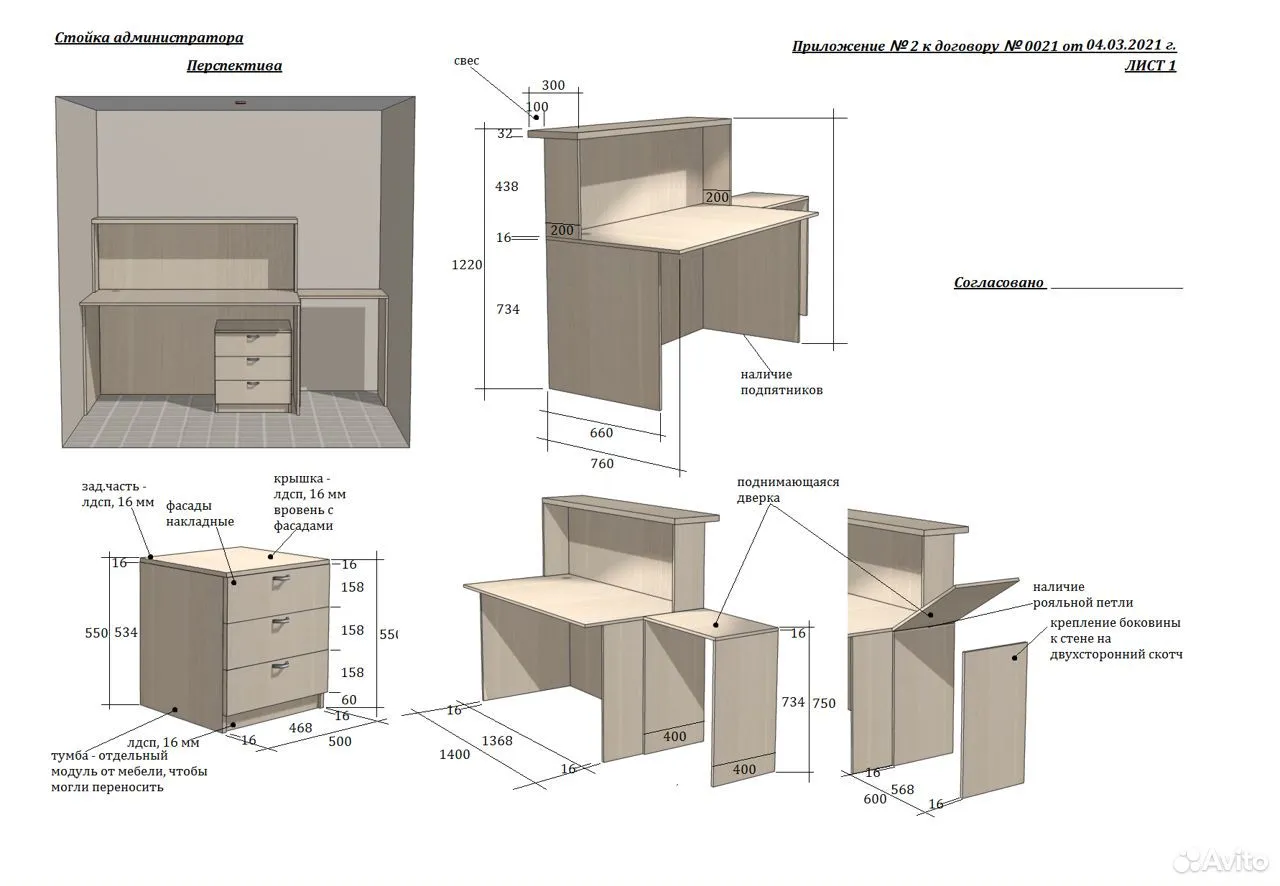 Стойка администратора
Перспектива
Приложение № 2 к договору № 0021 от 04.03.2021 г.
ЛИСТ 1
Согласовано
свес
300
100
32
438
16
1220
734
200
200
наличие
подпятников
660
760
зад.часть -
лдсп, 16 мм
фасады
накладные
крышка -
лдсп, 16 мм
вровень с
фасадами
16
550
534
16
158
158
158
60
550
16
468
500
16
лдсп, 16 мм
тумба - отдельный
модуль от мебели, чтобы
могли переносить
поднимающаяся
дверка
16
734
750
400
400
16
1368
1400
16
наличие
рояльной петли
крепление боковины
к стене на
двухсторонний скотч
16
568
600
16
Avito